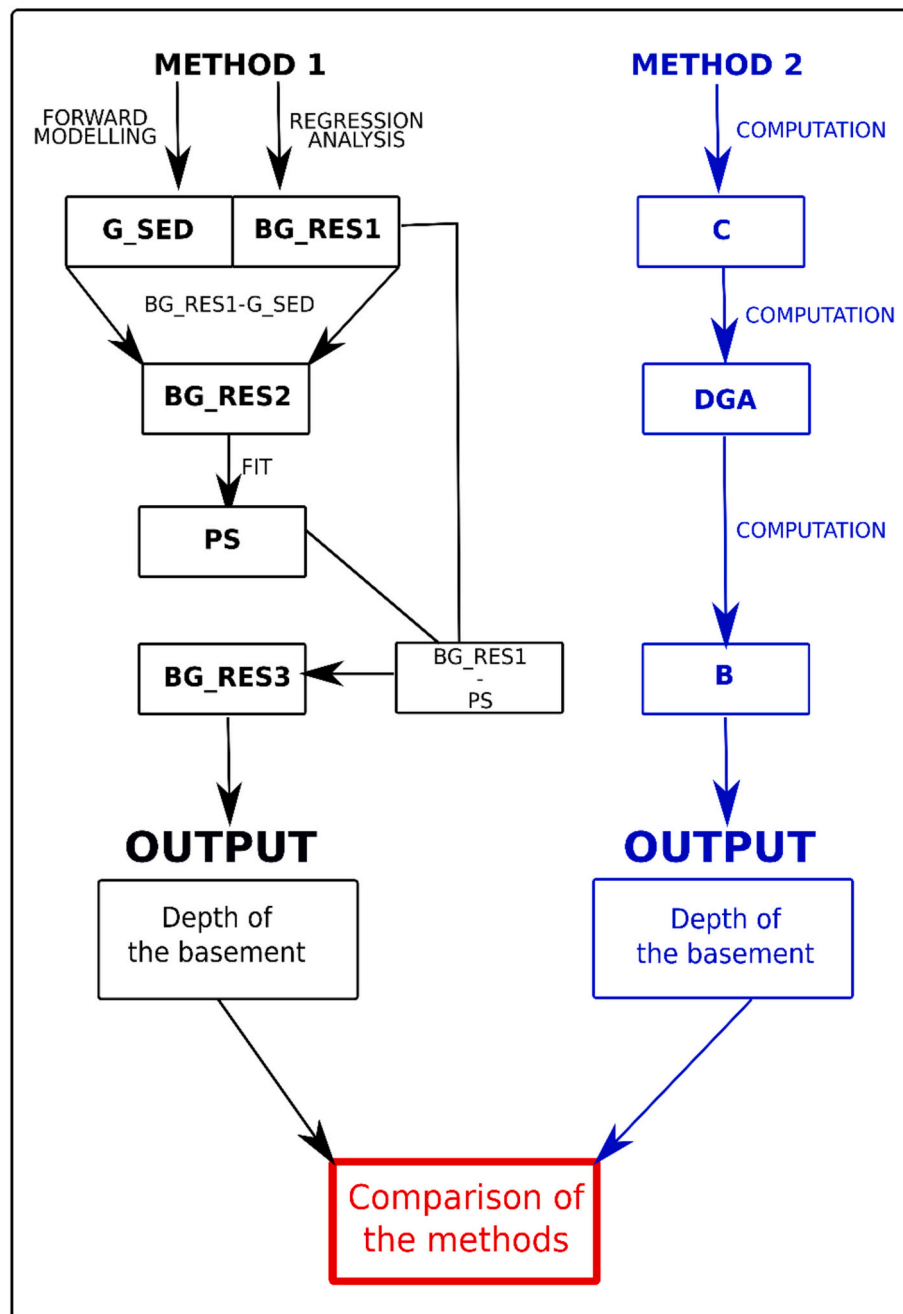 METHOD 1
FORWARD
MODELLING
REGRESSION
ANALYSIS
G_SED
BG_RES1
BG_RES1-G_SED
BG_RES2
FIT
PS
BG_RES1
-
PS
BG_RES3
OUTPUT
Depth of
the basement
METHOD 2
COMPUTATION
C
COMPUTATION
DGA
COMPUTATION
B
OUTPUT
Depth of
the basement
Comparison of
the methods